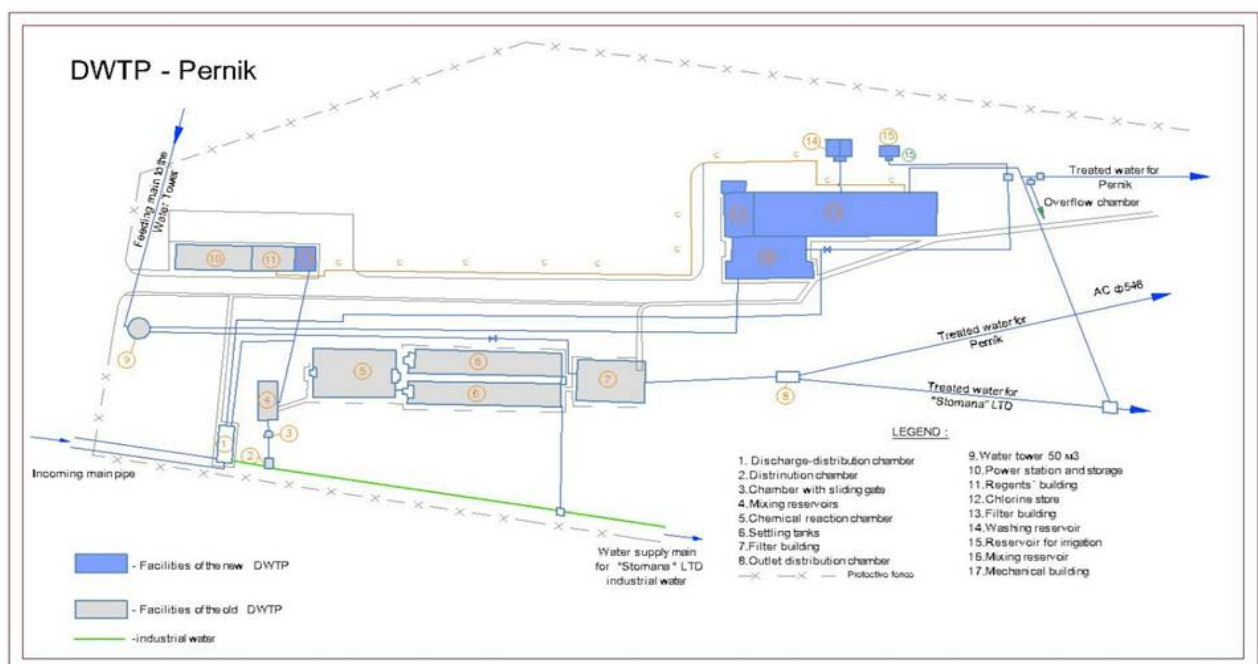 DWTP - Pernik
Feeding main to the
Water Tower
14
15
15
Treated water for
Pernik
Overflow chamber
10
11
9
AC ф546
Treated water for
Pernik
Treated water for
"Stomana" LTD
5
6
6
7
8
4
3
2
1
Incoming main pipe
Water supply main
for "Stomana" LTD
industrial water
LEGEND :
1. Discharge-distribution chamber
2. Distrinution chamber
3. Chamber with sliding gate
4. Mixing reservoirs
5. Chemical reaction chamber
6. Settling tanks
7. Filter building
8. Outlet distribution chamber
Protective fence
9. Water tower 50 м3
10. Power station and storage
11. Regents` building
12. Chlorine store
13. Filter building
14. Washing reservoir
15. Reservoir for irrigation
16. Mixing reservoir
17. Mechanical building
- Facilities of the new DWTP
- Facilities of the old DWTP
-industrial water